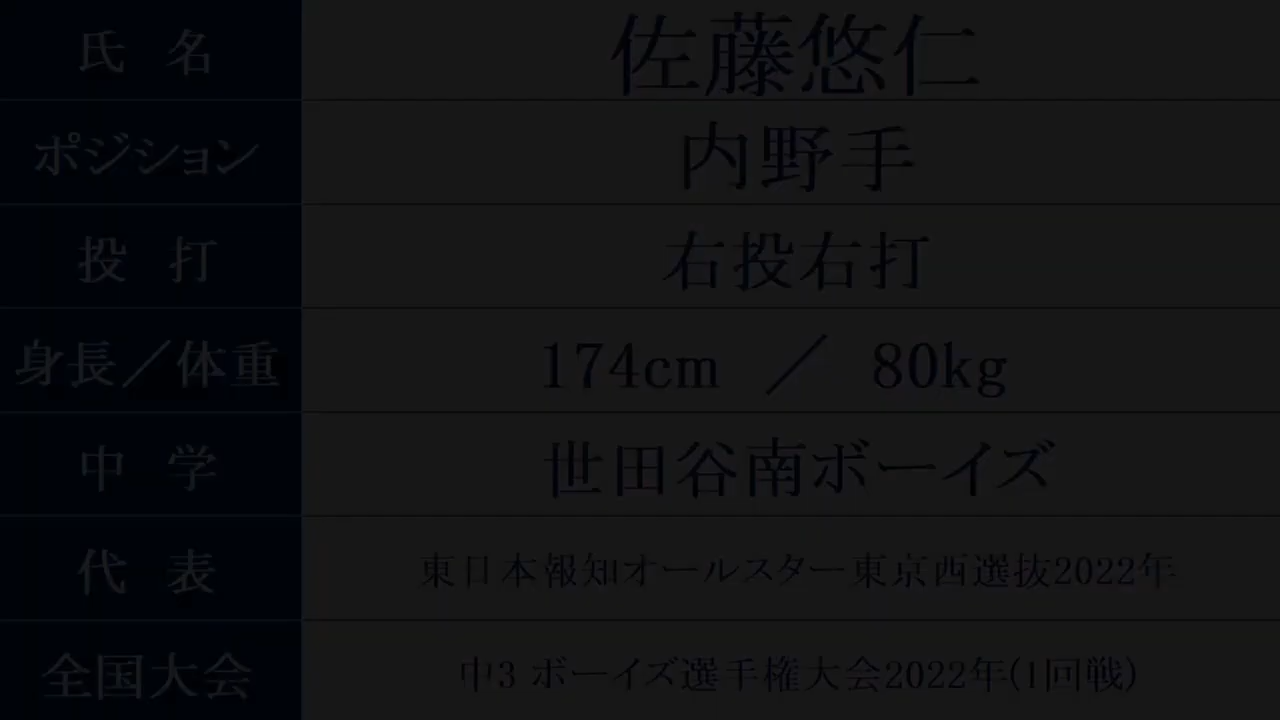 氏 名 佐藤悠仁
ポジション 内野手
投 打 右投右打
身長／体重 174cm ／ 80kg
中 学 世田谷南ボーイズ
代 表 東日本報知オールスター東京西選抜2022年
全国大会 中3 ボーイズ選手権大会2022年(1回戦)